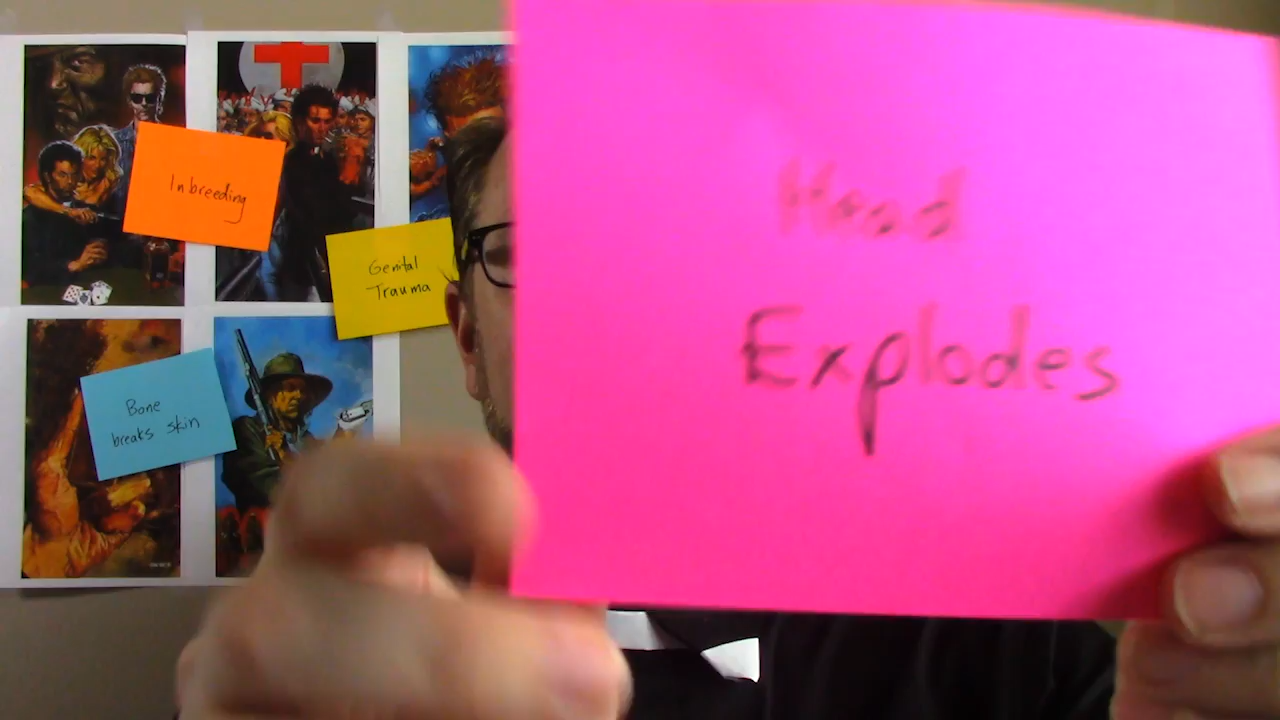 Inbreeding
Genital
Trauma
Bone
breaks skin
Head
Explodes